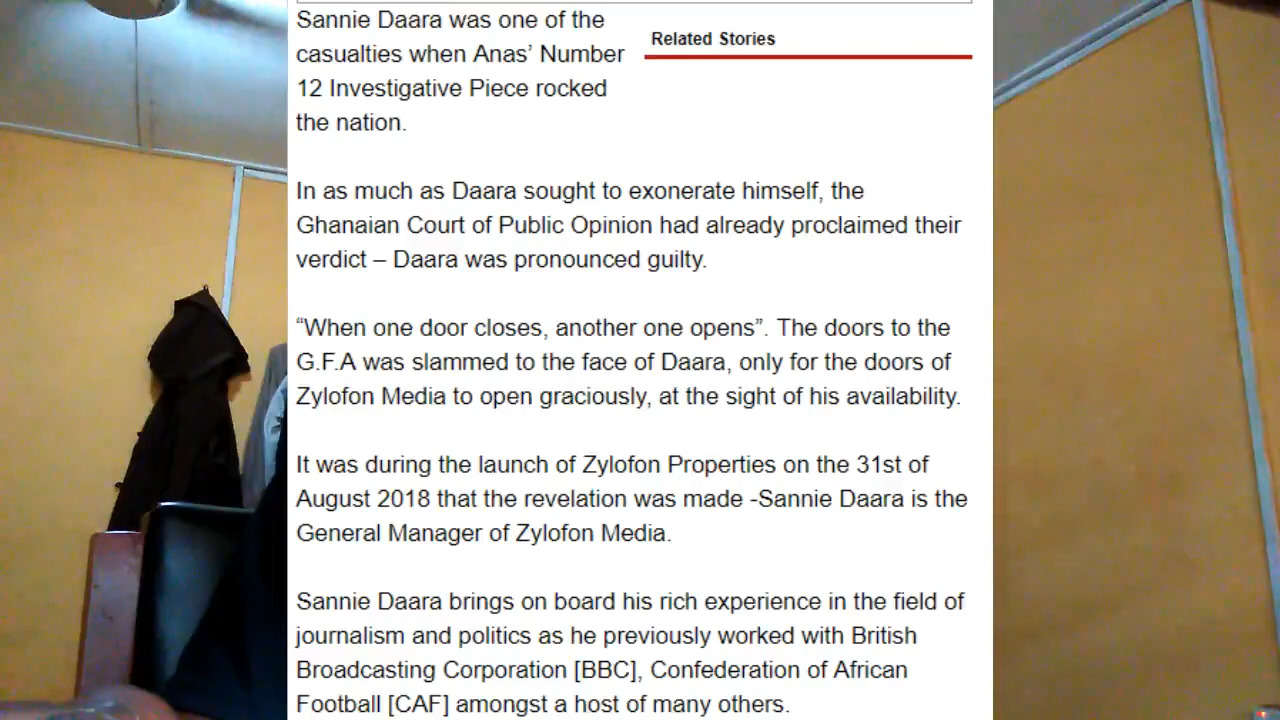 Sannie Daara was one of the
casualties when Anas’ Number
12 Investigative Piece rocked
the nation.
Related Stories
In as much as Daara sought to exonerate himself, the
Ghanaian Court of Public Opinion had already proclaimed their
verdict – Daara was pronounced guilty.
“When one door closes, another one opens”. The doors to the
G.F.A was slammed to the face of Daara, only for the doors of
Zylofon Media to open graciously, at the sight of his availability.
It was during the launch of Zylofon Properties on the 31st of
August 2018 that the revelation was made -Sannie Daara is the
General Manager of Zylofon Media.
Sannie Daara brings on board his rich experience in the field of
journalism and politics as he previously worked with British
Broadcasting Corporation [BBC], Confederation of African
Football [CAF] amongst a host of many others.